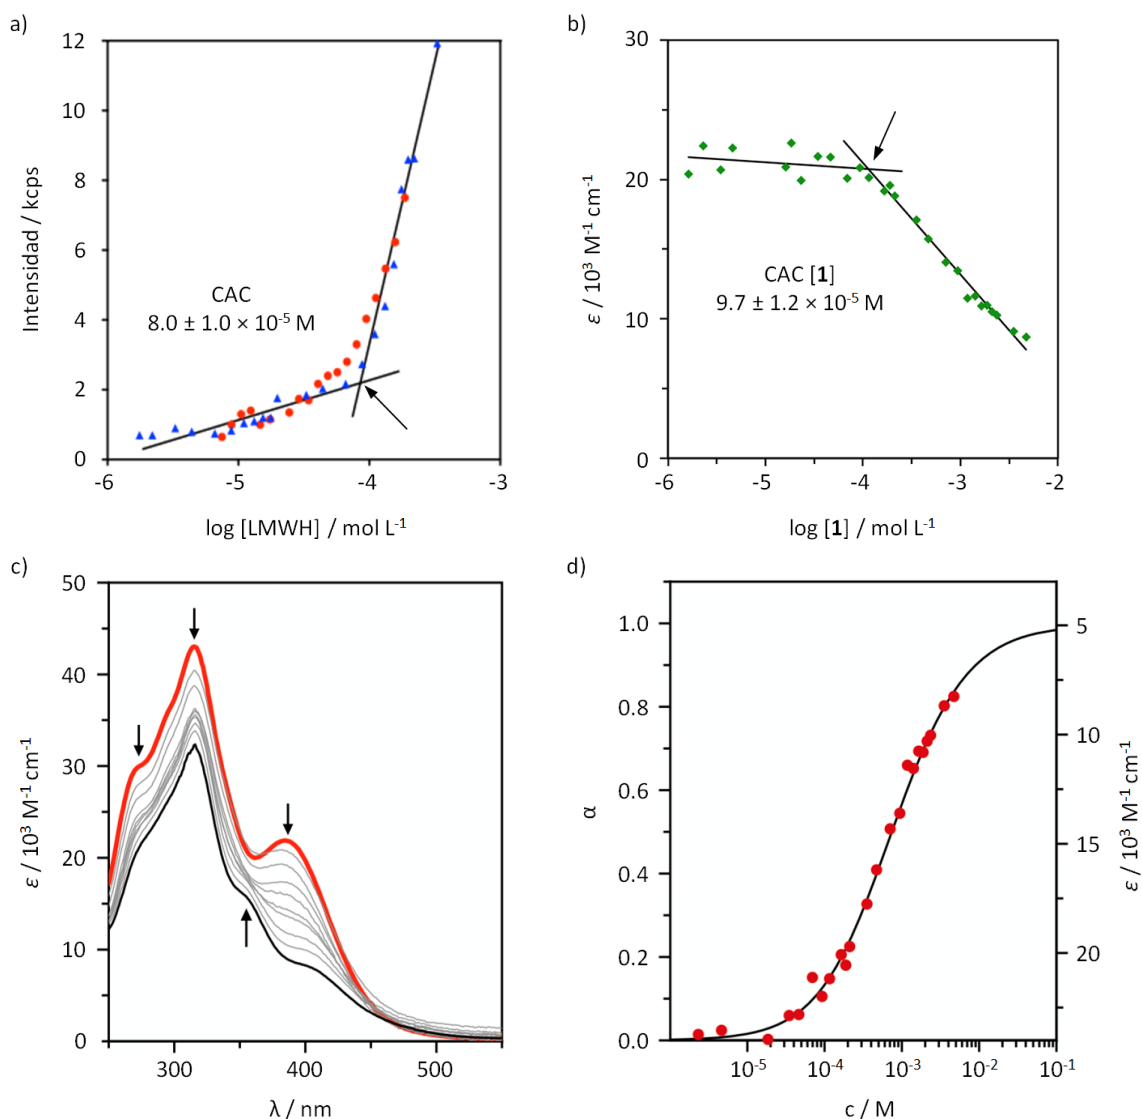 a)
12
10
8
6
4
2
0
Intensidad / kcps
CAC
8.0 ± 1.0 × 10⁻⁵ M
-6
-5
-4
-3
log [LMWH] / mol L⁻¹
b)
30
20
10
0
ε / 10³ M⁻¹ cm⁻¹
CAC [1]
9.7 ± 1.2 × 10⁻⁵ M
-6
-5
-4
-3
-2
log [1] / mol L⁻¹
c)
50
40
30
20
10
0
ε / 10³ M⁻¹ cm⁻¹
300
400
500
λ / nm
d)
1.0
0.8
0.6
0.4
0.2
0.0
α
5
10
15
20
ε / 10³ M⁻¹ cm⁻¹
10⁻⁵
10⁻⁴
10⁻³
10⁻²
10⁻¹
c / M